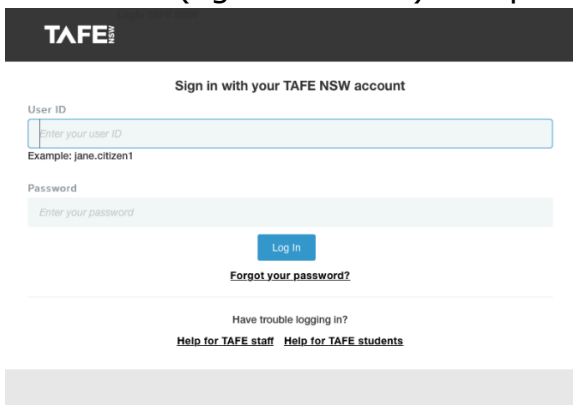 TAFE NSW
Sign in with your TAFE NSW account
User ID
Enter your user ID
Example: jane.citizen1
Password
Enter your password
Log In
Forgot your password?
Have trouble logging in?
Help for TAFE staff Help for TAFE students